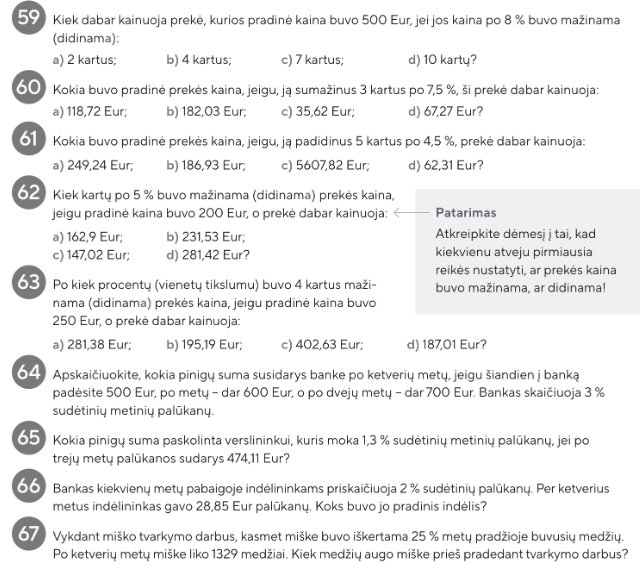 59 Kiek dabar kainuoja prekė, kurios pradinė kaina buvo 500 Eur, jei jos kaina po 8 % buvo mažinama
(didinama):
a) 2 kartus; b) 4 kartus; c) 7 kartus; d) 10 kartų?
60 Kokia buvo pradinė prekės kaina, jeigu, ją sumažinus 3 kartus po 7,5 %, ši prekė dabar kainuoja:
a) 118,72 Eur; b) 182,03 Eur; c) 35,62 Eur; d) 67,27 Eur?
61 Kokia buvo pradinė prekės kaina, jeigu, ją padidinus 5 kartus po 4,5 %, prekė dabar kainuoja:
a) 249,24 Eur; b) 186,93 Eur; c) 5607,82 Eur; d) 62,31 Eur?
62 Kiek kartų po 5 % buvo mažinama (didinama) prekės kaina,
jeigu pradinė kaina buvo 200 Eur, o prekė dabar kainuoja:
a) 162,9 Eur; b) 231,53 Eur;
c) 147,02 Eur; d) 281,42 Eur?
Patarimas
Atkreipkite dėmesį į tai, kad
kiekvienu atveju pirmiausia
reikės nustatyti, ar prekės kaina
buvo mažinama, ar didinama!
63 Po kiek procentų (vienetų tikslumu) buvo 4 kartus maži-
nama (didinama) prekės kaina, jeigu pradinė kaina buvo
250 Eur, o prekė dabar kainuoja:
a) 281,38 Eur; b) 195,19 Eur; c) 402,63 Eur; d) 187,01 Eur?
64 Apskaičiuokite, kokia pinigų suma susidarys banke po ketverių metų, jeigu šiandien į banką
padėsite 500 Eur, po metų – dar 600 Eur, o po dvejų metų – dar 700 Eur. Bankas skaičiuoja 3 %
sudėtinių metinių palūkanų.
65 Kokia pinigų suma paskolinta verslininkui, kuris moka 1,3 % sudėtinių metinių palūkanų, jei po
trejų metų palūkanos sudarys 474,11 Eur?
66 Bankas kiekvienų metų pabaigoje indėlininkams priskaičiuoja 2 % sudėtinių palūkanų. Per ketverius
metus indėlininkas gavo 28,85 Eur palūkanų. Koks buvo jo pradinis indėlis?
67 Vykdant miško tvarkymo darbus, kasmet miške buvo iškertama 25 % metų pradžioje buvusių medžių.
Po ketverių metų miške liko 1329 medžiai. Kiek medžių augo miške prieš pradedant tvarkymo darbus?